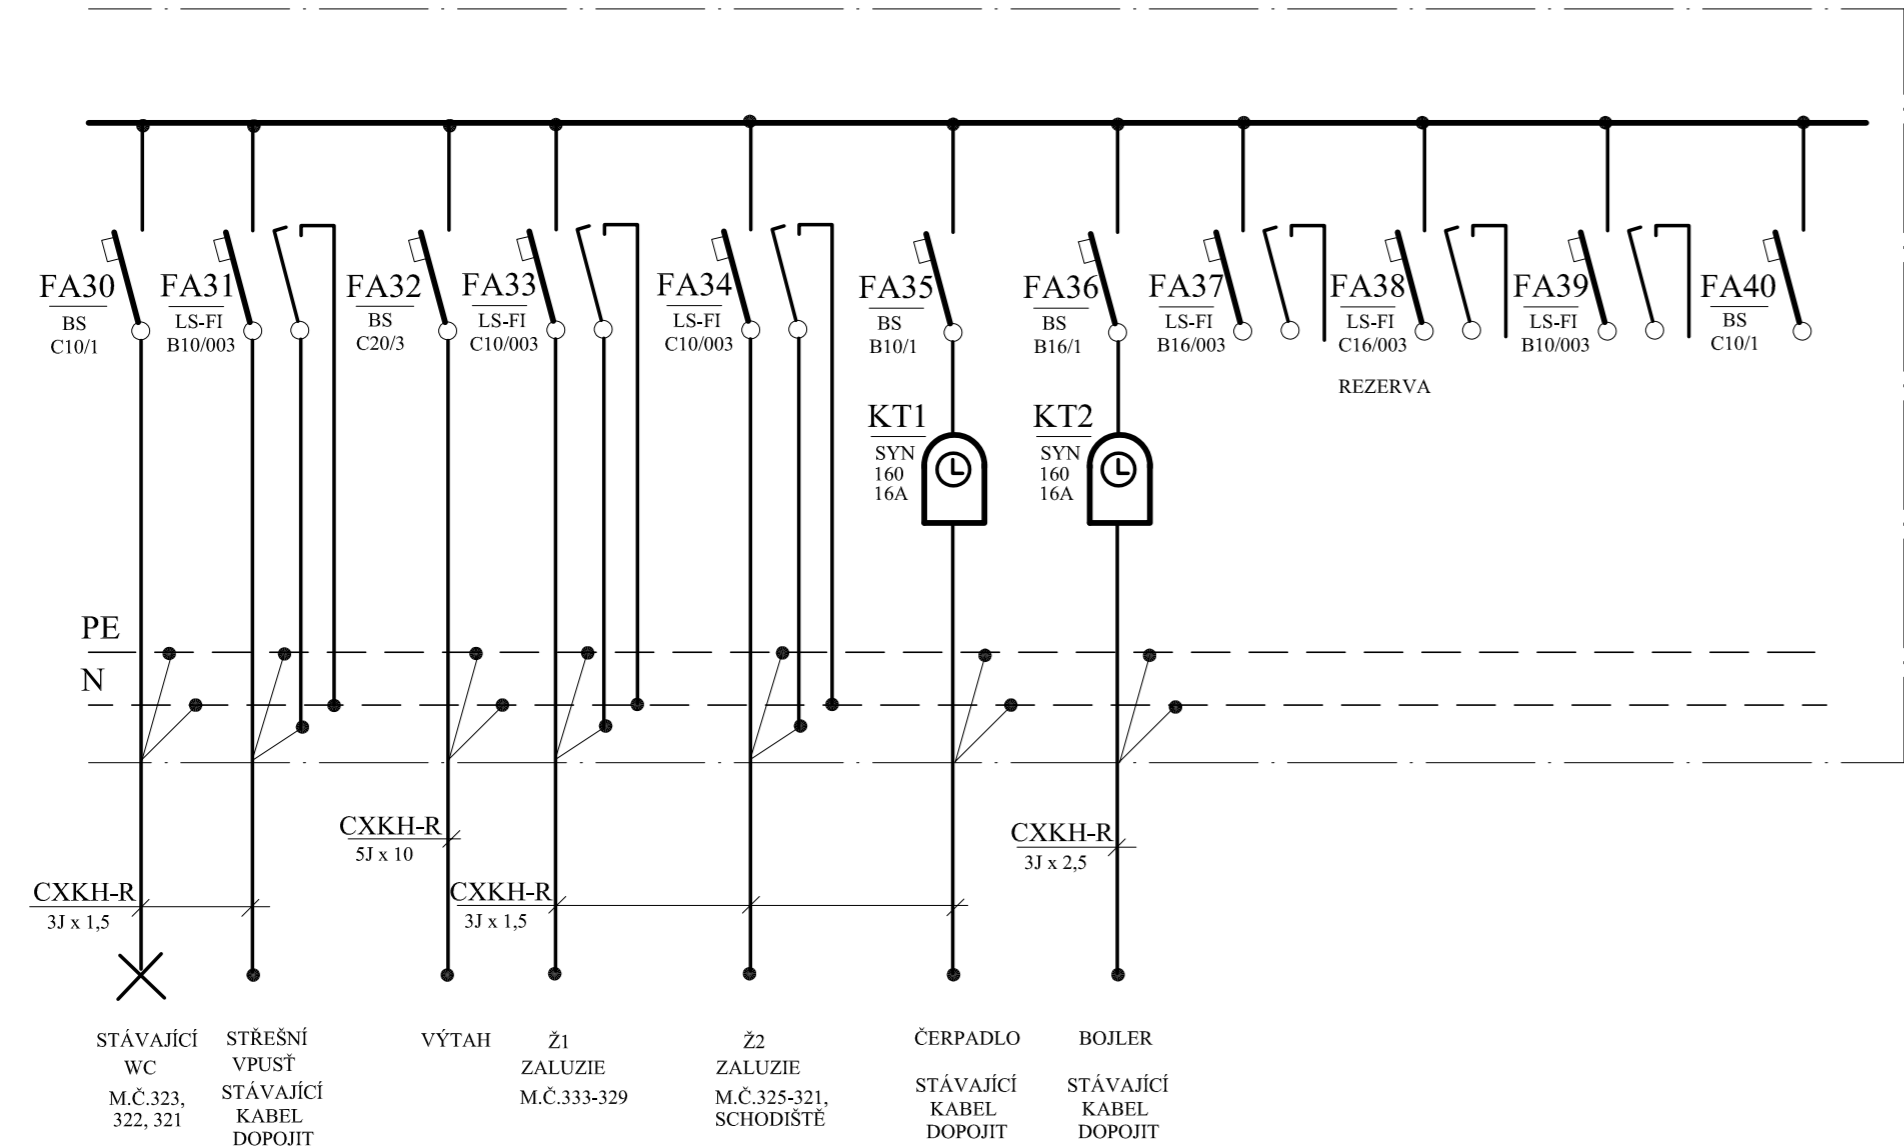 FA30
BS
C10/1
FA31
LS-FI
B10/003
FA32
BS
C20/3
FA33
LS-FI
C10/003
FA34
LS-FI
C10/003
FA35
BS
B10/1
FA36
BS
B16/1
FA37
LS-FI
B16/003
FA38
LS-FI
C16/003
FA39
LS-FI
B10/003
FA40
BS
C10/1
REZERVA
KT1
SYN
160
16A
KT2
SYN
160
16A
PE
N
CXKH-R
5J x 10
CXKH-R
3J x 2,5
CXKH-R
3J x 1,5
CXKH-R
3J x 1,5
STÁVAJÍCÍ
WC
M.Č.323,
322, 321
STŘEŠNÍ
VPUSŤ
STÁVAJÍCÍ
KABEL
DOPOJIT
VÝTAH
Ž1
ZALUZIE
M.Č.333-329
Ž2
ZALUZIE
M.Č.325-321,
SCHODIŠTĚ
ČERPADLO
STÁVAJÍCÍ
KABEL
DOPOJIT
BOJLER
STÁVAJÍCÍ
KABEL
DOPOJIT